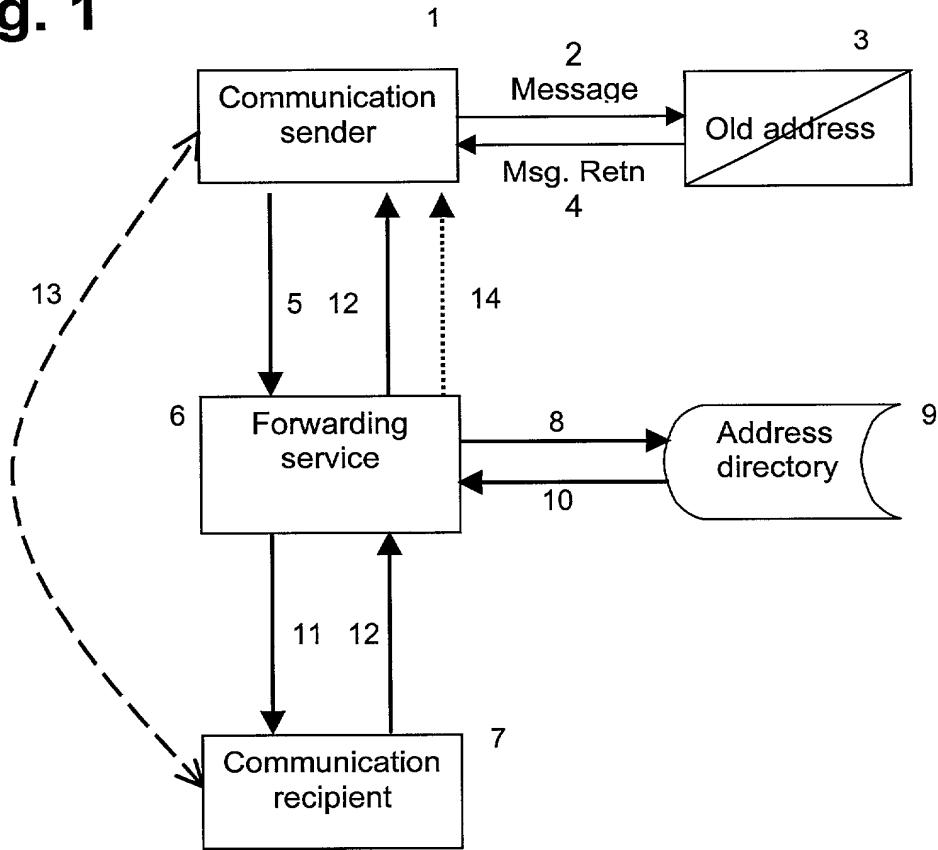 g. 1
1
2
3
Message
Communication
sender
Old address
Msg. Retn
4
13
5
12
14
6
Forwarding
service
8
10
Address
directory
9
11
12
7
Communication
recipient